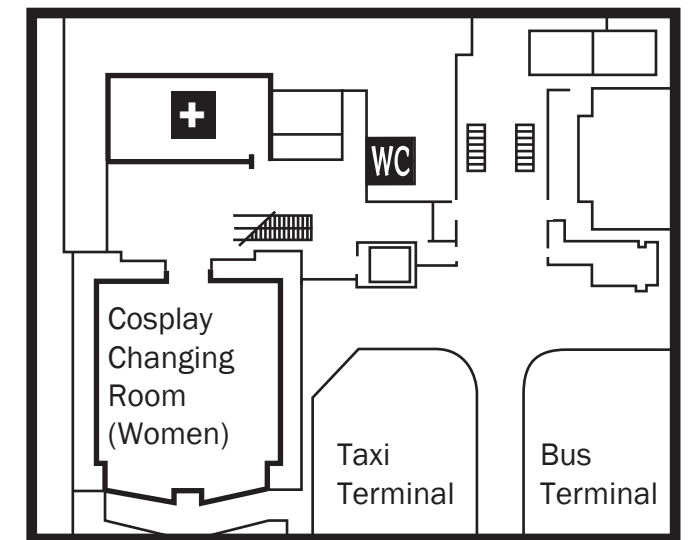 WC
Cosplay
Changing
Room
(Women)
Taxi
Terminal
Bus
Terminal